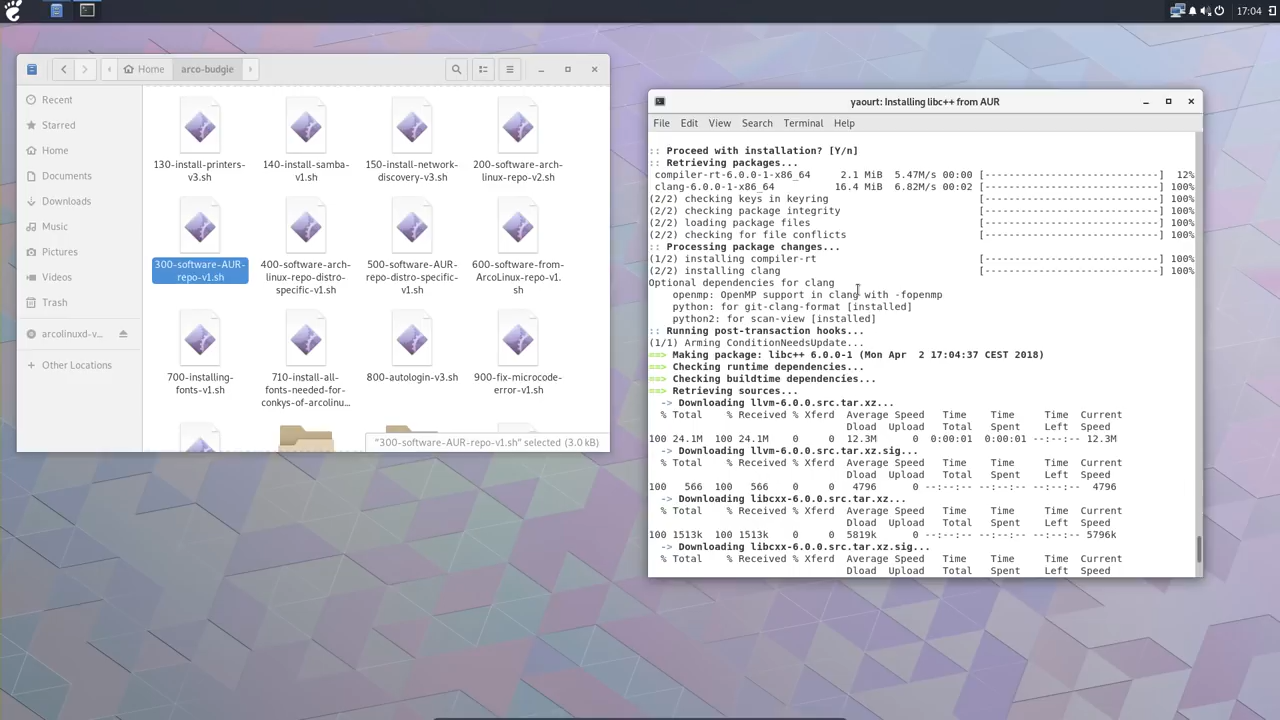 17:04
Home
arco-budgie
Recent
Starred
Home
Documents
Downloads
Music
Pictures
Videos
Trash
arcolinuxd-v...
Other Locations
130-install-printers-
v3.sh
140-install-samba-
v1.sh
150-install-network-
discovery-v3.sh
200-software-arch-
linux-repo-v2.sh
300-software-AUR-
repo-v1.sh
400-software-arch-
linux-repo-distro-
specific-v1.sh
500-software-AUR-
repo-distro-specific-
v1.sh
600-software-from-
ArcoLinux-repo-v1.
sh
700-installing-
fonts-v1.sh
710-install-all-
fonts-needed-for-
conkys-of-arcolinu...
800-autologin-v3.sh
900-fix-microcode-
error-v1.sh
"300-software-AUR-repo-v1.sh" selected (3.0 kB)
yaourt: Installing libc++ from AUR
File Edit View Search Terminal Help
:: Proceed with installation? [Y/n]
:: Retrieving packages...
compiler-rt-6.0.0-1-x86_64 2.1 MiB 5.47M/s 00:00 [-----------------------------] 12%
clang-6.0.0-1-x86_64 16.4 MiB 6.82M/s 00:02 [-----------------------------] 100%
(2/2) checking keys in keyring [-----------------------------] 100%
(2/2) checking package integrity [-----------------------------] 100%
(2/2) loading package files [-----------------------------] 100%
(2/2) checking for file conflicts [-----------------------------] 100%
:: Processing package changes...
(1/2) installing compiler-rt [-----------------------------] 100%
(2/2) installing clang [-----------------------------] 100%
Optional dependencies for clang
openmp: OpenMP support in clang with -fopenmp
python: for git-clang-format [installed]
python2: for scan-view [installed]
:: Running post-transaction hooks...
(1/1) Arming ConditionNeedsUpdate...
==> Making package: libc++ 6.0.0-1 (Mon Apr 2 17:04:37 CEST 2018)
==> Checking runtime dependencies...
==> Checking buildtime dependencies...
==> Retrieving sources...
-> Downloading llvm-6.0.0.src.tar.xz...
% Total % Received % Xferd Average Speed Time Time Time Current
Dload Upload Total Spent Left Speed
100 24.1M 100 24.1M 0 0 12.3M 0 0:00:01 0:00:01 --:--:-- 12.3M
-> Downloading llvm-6.0.0.src.tar.xz.sig...
% Total % Received % Xferd Average Speed Time Time Time Current
Dload Upload Total Spent Left Speed
100 566 100 566 0 0 4796 0 --:--:-- --:--:-- --:--:-- 4796
-> Downloading libcxx-6.0.0.src.tar.xz...
% Total % Received % Xferd Average Speed Time Time Time Current
Dload Upload Total Spent Left Speed
100 1513k 100 1513k 0 0 5819k 0 --:--:-- --:--:-- --:--:-- 5796k
-> Downloading libcxx-6.0.0.src.tar.xz.sig...
% Total % Received % Xferd Average Speed Time Time Time Current
Dload Upload Total Spent Left Speed